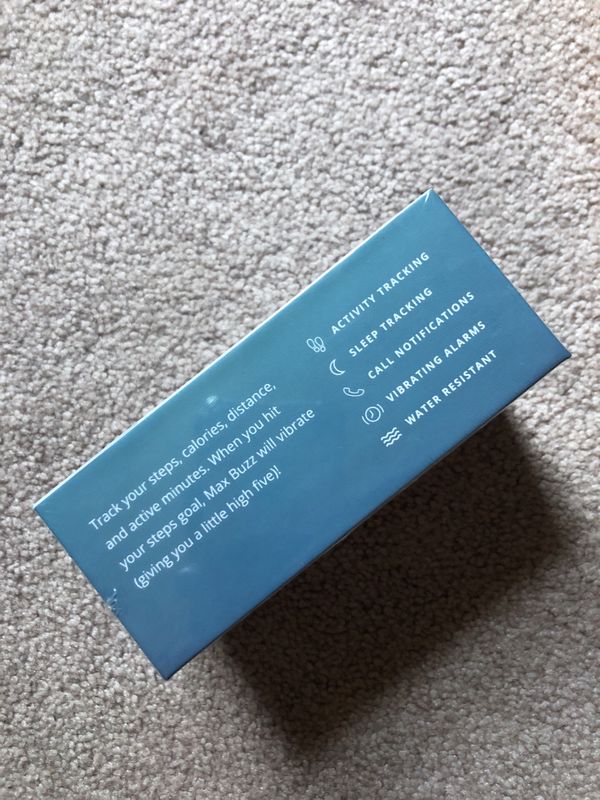 Track your steps, calories, distance,
and active minutes. When you hit
your steps goal, Max Buzz will vibrate
(giving you a little high five)!
ACTIVITY TRACKING
SLEEP TRACKING
CALL NOTIFICATIONS
VIBRATING ALARMS
WATER RESISTANT